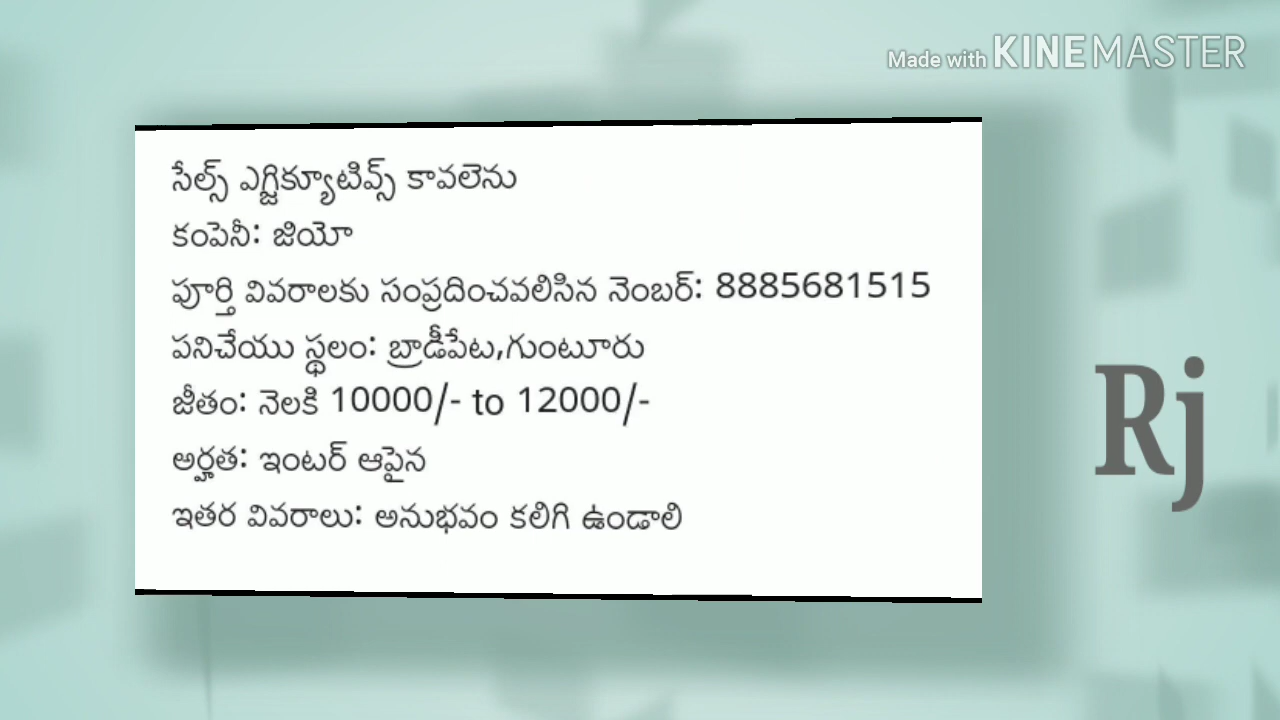 Made with KINEMASTER
సేల్స్ ఎగ్జిక్యూటివ్స్ కావలెను
కంపెనీ: జియో
పూర్తి వివరాలకు సంప్రదించవలిసిన నెంబర్: 8885681515
పనిచేయు స్థలం: బ్రాడీపేట,గుంటూరు
జీతం: నెలకి 10000/- to 12000/-
అర్హత: ఇంటర్ ఆపైన
ఇతర వివరాలు: అనుభవం కలిగి ఉండాలి
Rj